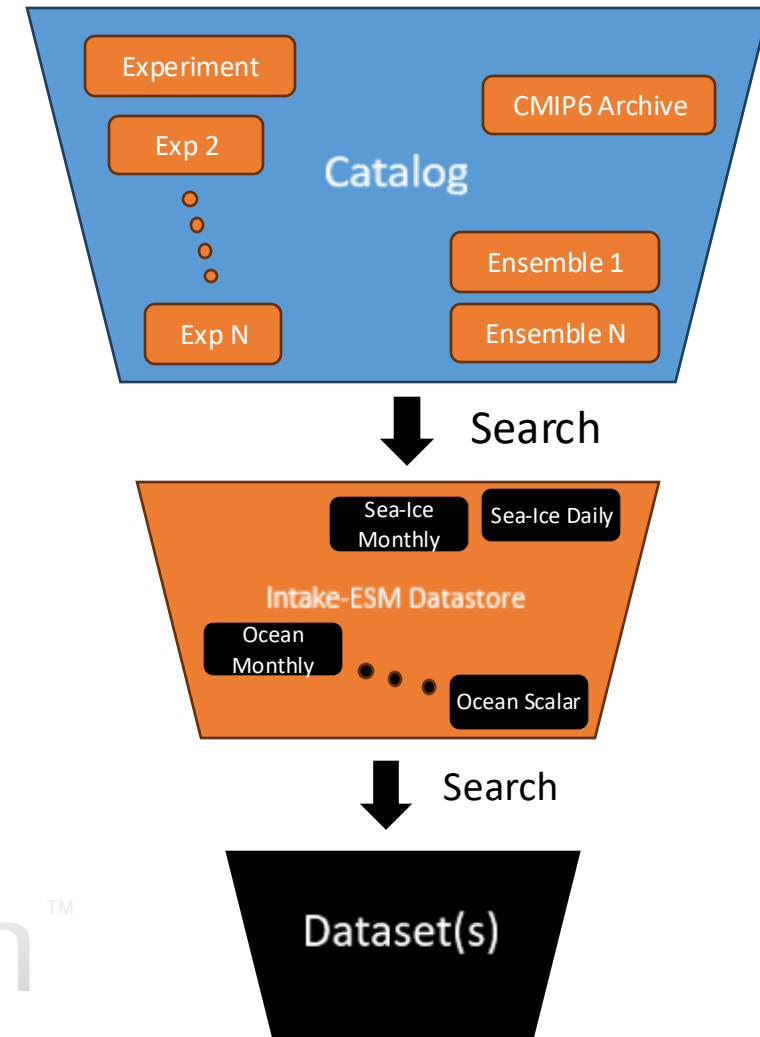 Experiment
CMIP6 Archive
Exp 2
Catalog
Ensemble 1
Exp N
Ensemble N
Search
Sea-Ice
Monthly
Sea-Ice Daily
Intake-ESM Datastore
Ocean
Monthly
Ocean Scalar
Search
Dataset(s)
n
TM